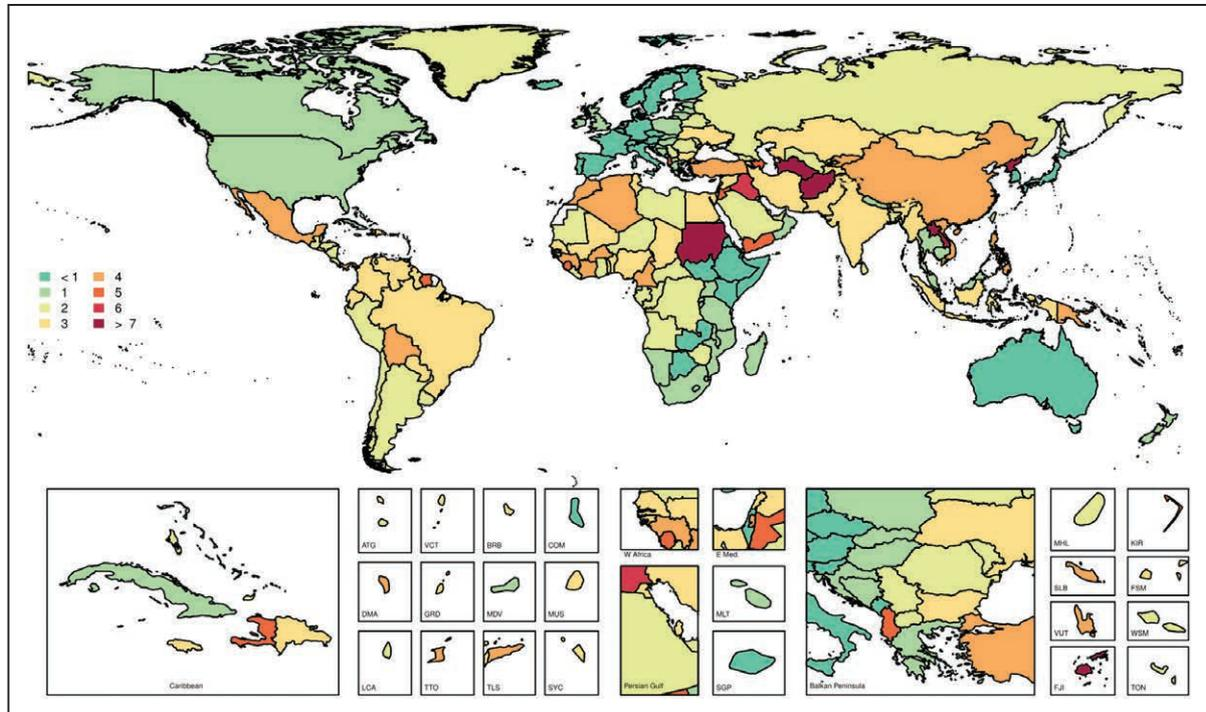 < 1 4
1 5
2 6
3 > 7
ATG VCT BRB COM
DMA GRD MDV MUS
LCA TTO TLS SYC
Caribbean
W Africa E Med.
Persian Gulf
MLT
SGP
Balkan Peninsula
MHL KIR
SLB FSM
VUT WSM
FJI TON